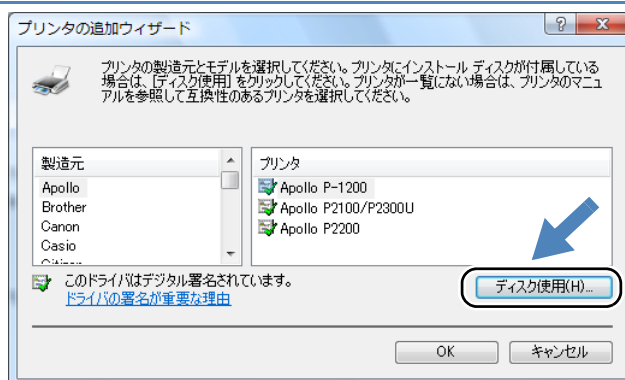 プリンタの追加ウィザード
プリンタの製造元とモデルを選択してください。プリンタにインストール ディスクが付属している
場合は、[ディスク使用] をクリックしてください。プリンタが一覧にない場合は、プリンタのマニュ
アルを参照して互換性のあるプリンタを選択してください。
製造元
Apollo
Brother
Canon
Casio
プリンタ
Apollo P-1200
Apollo P2100/P2300U
Apollo P2200
このドライバはデジタル署名されています。
ドライバの署名が重要な理由
ディスク使用(H)...
OK
キャンセル